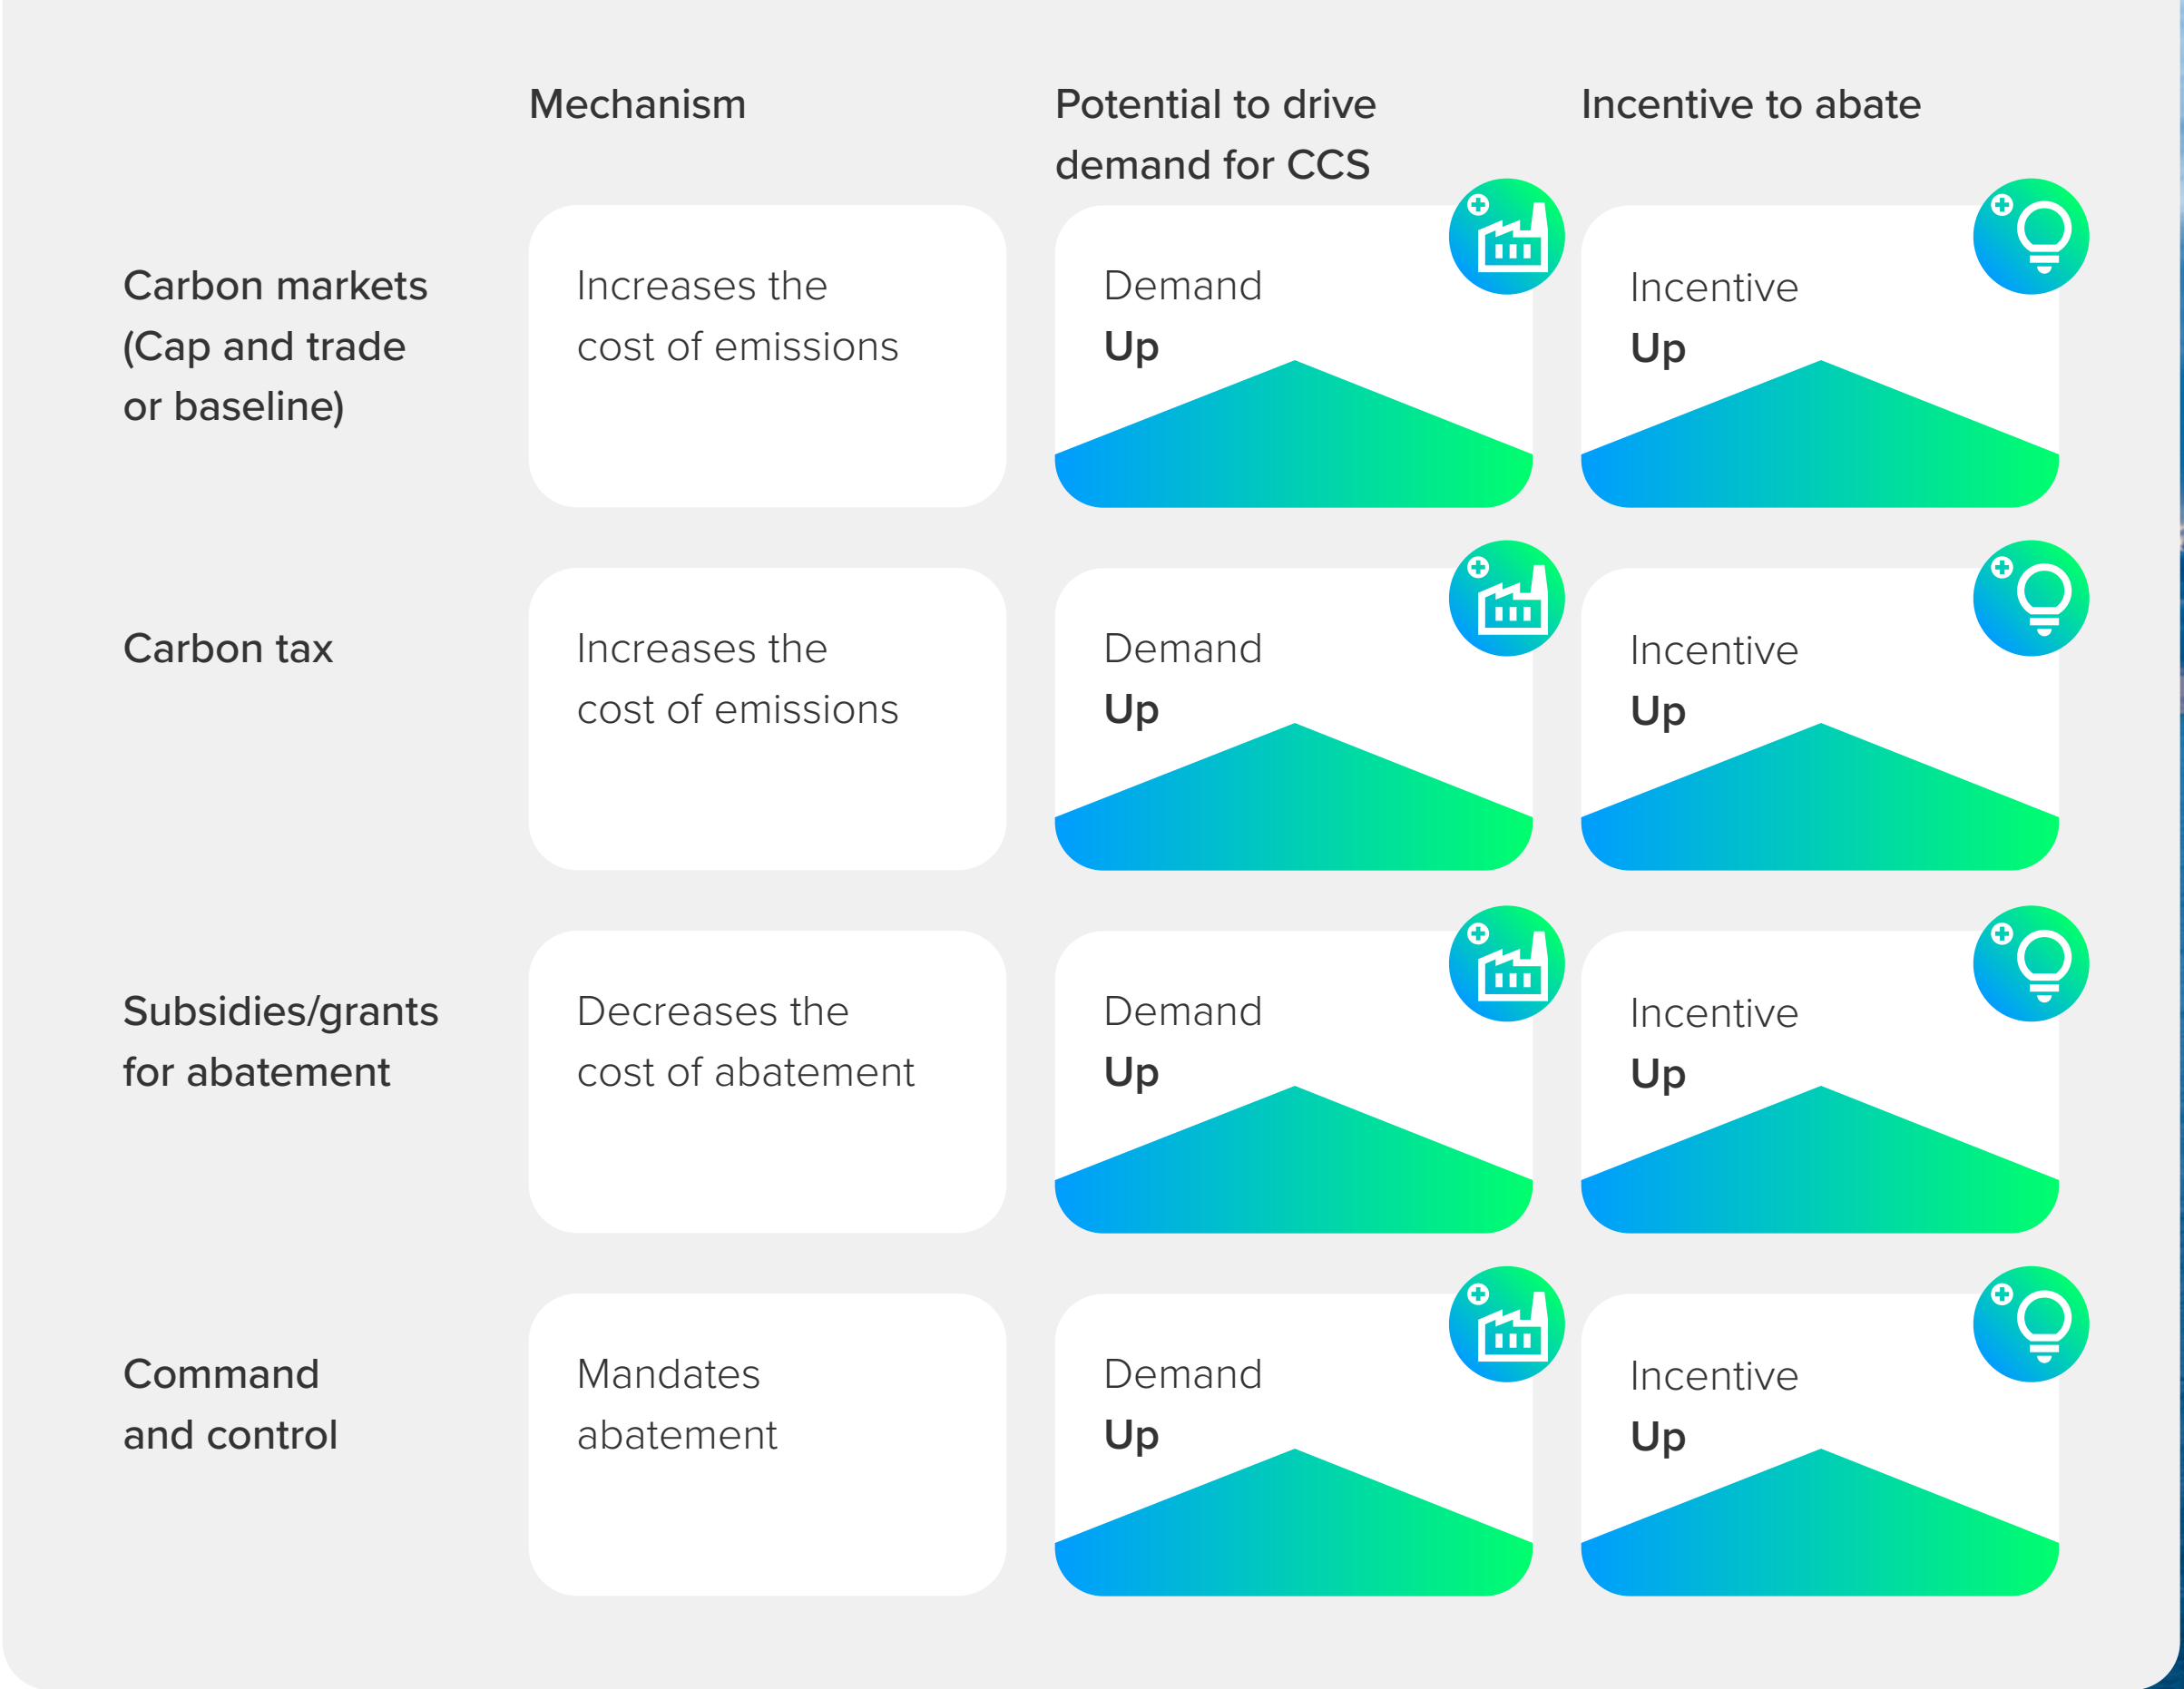 Mechanism
Potential to drive
demand for CCS
Incentive to abate
Carbon markets
(Cap and trade
or baseline)
Increases the
cost of emissions
Demand
Up
Incentive
Up
Carbon tax
Increases the
cost of emissions
Demand
Up
Incentive
Up
Subsidies/grants
for abatement
Decreases the
cost of abatement
Demand
Up
Incentive
Up
Command
and control
Mandates
abatement
Demand
Up
Incentive
Up